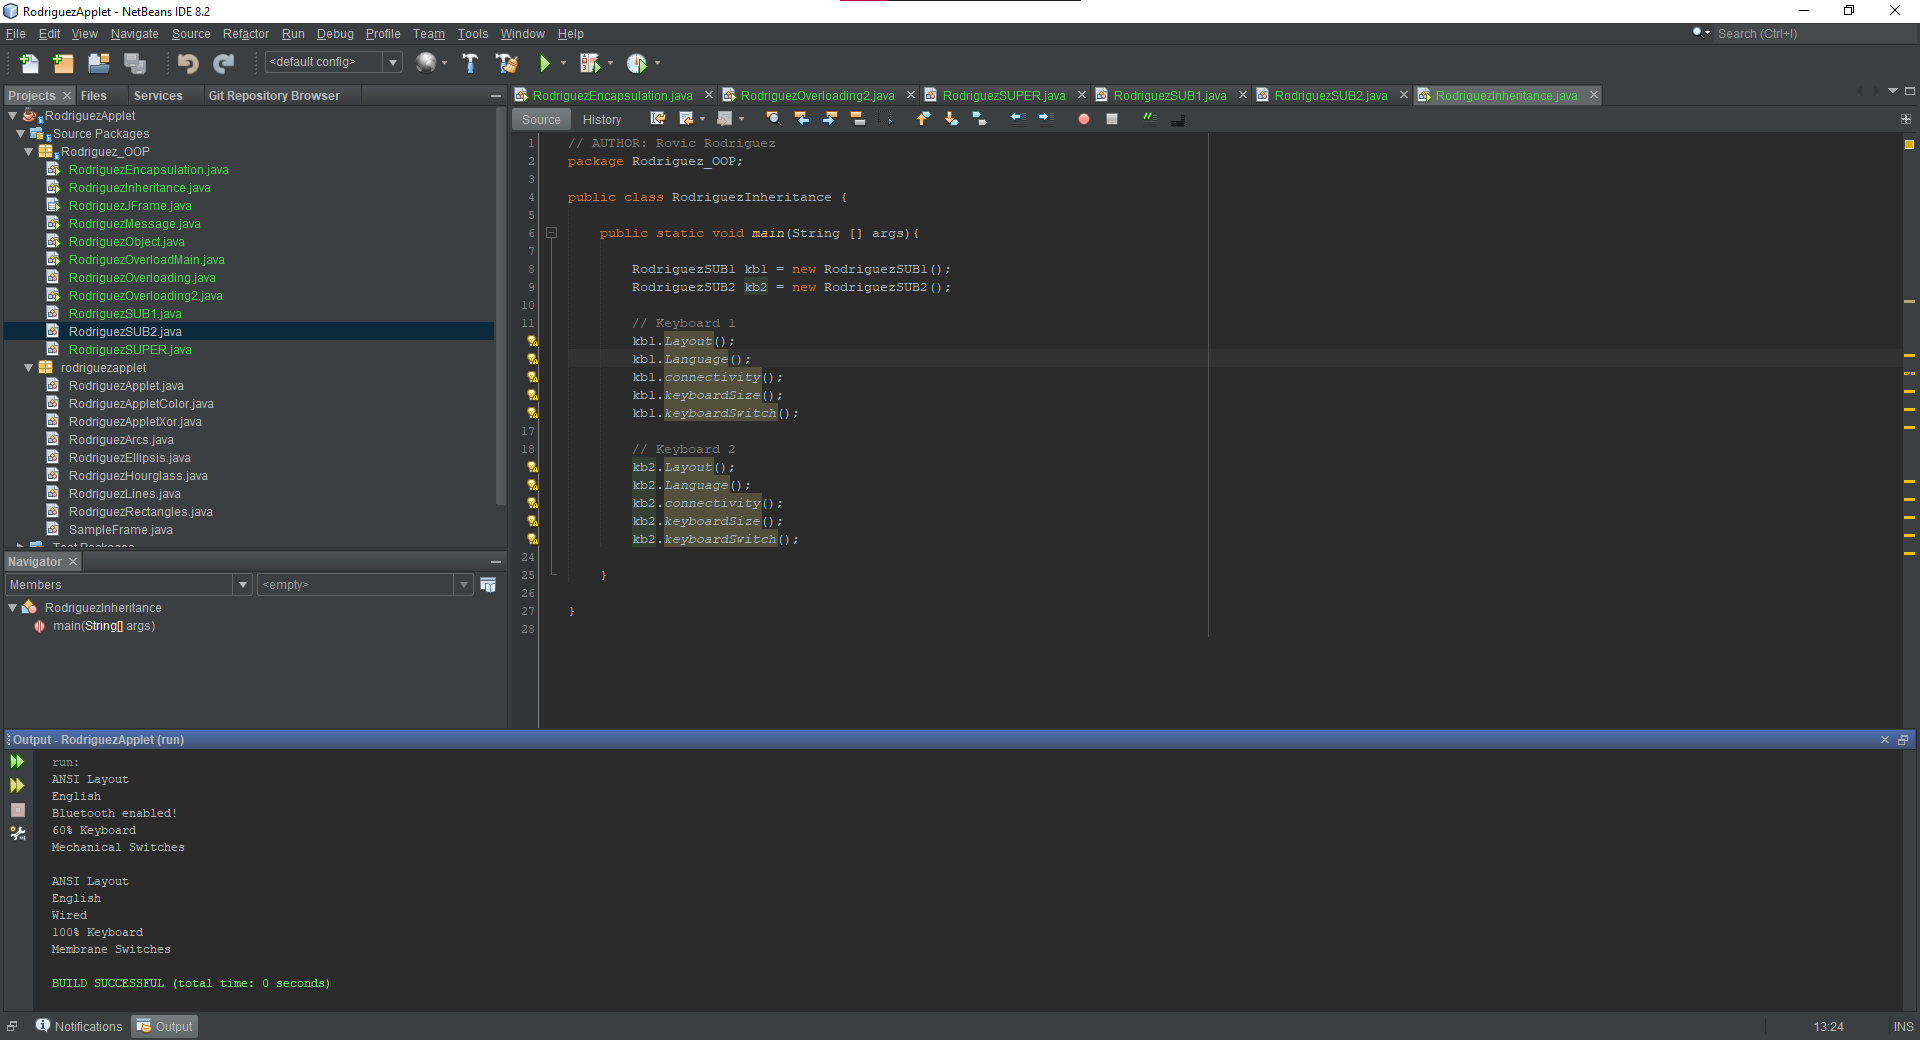 RodriguezApplet - NetBeans IDE 8.2
File Edit View Navigate Source Refactor Run Debug Profile Team Tools Window Help
Search (Ctrl+I)
<default config>
Projects Files Services Git Repository Browser
RodriguezApplet
Source Packages
Rodriguez_OOP
RodriguezEncapsulation.java
RodriguezInheritance.java
RodriguezJFrame.java
RodriguezMessage.java
RodriguezObject.java
RodriguezOverloadMain.java
RodriguezOverloading.java
RodriguezOverloading2.java
RodriguezSUB1.java
RodriguezSUB2.java
RodriguezSUPER.java
rodriguezapplet
RodriguezApplet.java
RodriguezAppletColor.java
RodriguezAppletXor.java
RodriguezArcs.java
RodriguezEllipsis.java
RodriguezHourglass.java
RodriguezLines.java
RodriguezRectangles.java
SampleFrame.java
Test Packages
Navigator
Members
<empty>
RodriguezInheritance
main(String[] args)
RodriguezEncapsulation.java RodriguezOverloading2.java RodriguezSUPER.java RodriguezSUB1.java RodriguezSUB2.java RodriguezInheritance.java
Source History
1 // AUTHOR: Rovic Rodriguez
2 package Rodriguez_OOP;
3
4 public class RodriguezInheritance {
5
6 public static void main(String [] args){
7
8 RodriguezSUB1 kb1 = new RodriguezSUB1();
9 RodriguezSUB2 kb2 = new RodriguezSUB2();
10
11 // Keyboard 1
kb1.Layout();
kb1.Language();
kb1.connectivity();
kb1.keyboardSize();
kb1.keyboardSwitch();
17
18 // Keyboard 2
kb2.Layout();
kb2.Language();
kb2.connectivity();
kb2.keyboardSize();
kb2.keyboardSwitch();
24
25 }
26
27 }
28
Output - RodriguezApplet (run)
run:
ANSI Layout
English
Bluetooth enabled!
60% Keyboard
Mechanical Switches
ANSI Layout
English
Wired
100% Keyboard
Membrane Switches
BUILD SUCCESSFUL (total time: 0 seconds)
Notifications Output
13:24 INS